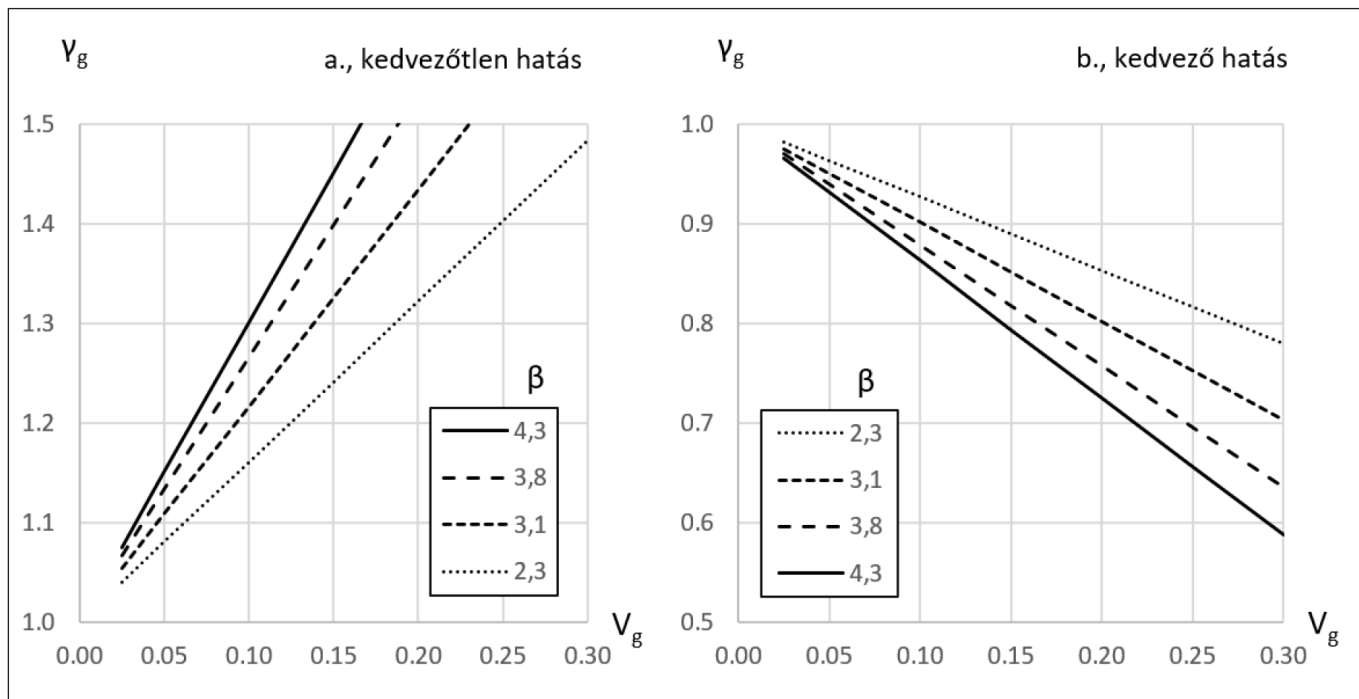 γg
a., kedvezőtlen hatás
1.5
1.4
1.3
1.2
1.1
1.0
β
4,3
3,8
3,1
2,3
Vg
0.00 0.05 0.10 0.15 0.20 0.25 0.30
γg
b., kedvező hatás
1.0
0.9
0.8
0.7
0.6
0.5
β
2,3
3,1
3,8
4,3
Vg
0.00 0.05 0.10 0.15 0.20 0.25 0.30